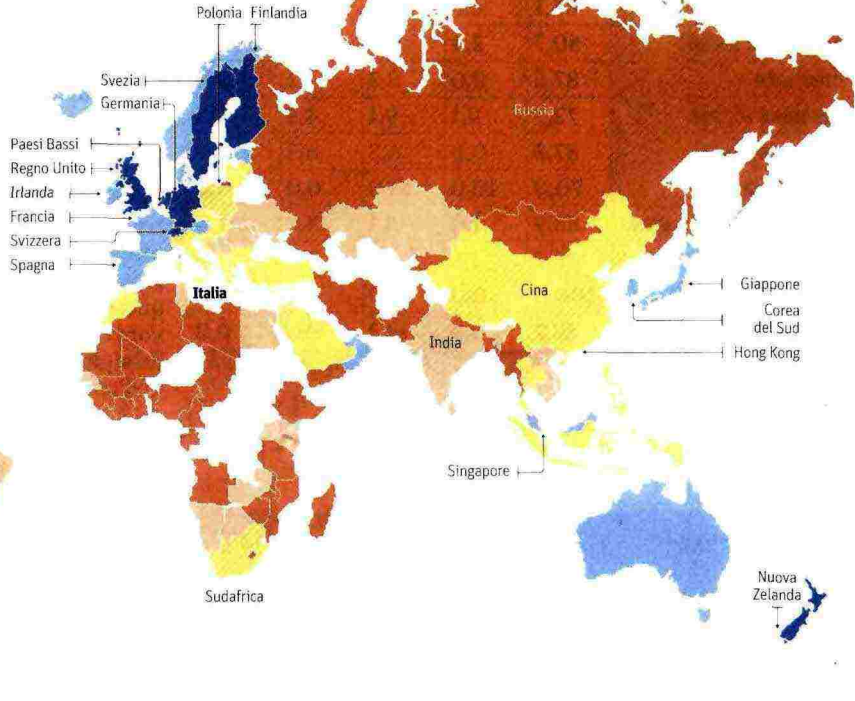 Polonia Finlandia
Svezia
Germania
Paesi Bassi
Regno Unito
Irlanda
Francia
Svizzera
Spagna
Italia
Russia
Cina
India
Giappone
Corea
del Sud
Hong Kong
Singapore
Sudafrica
Nuova
Zelanda